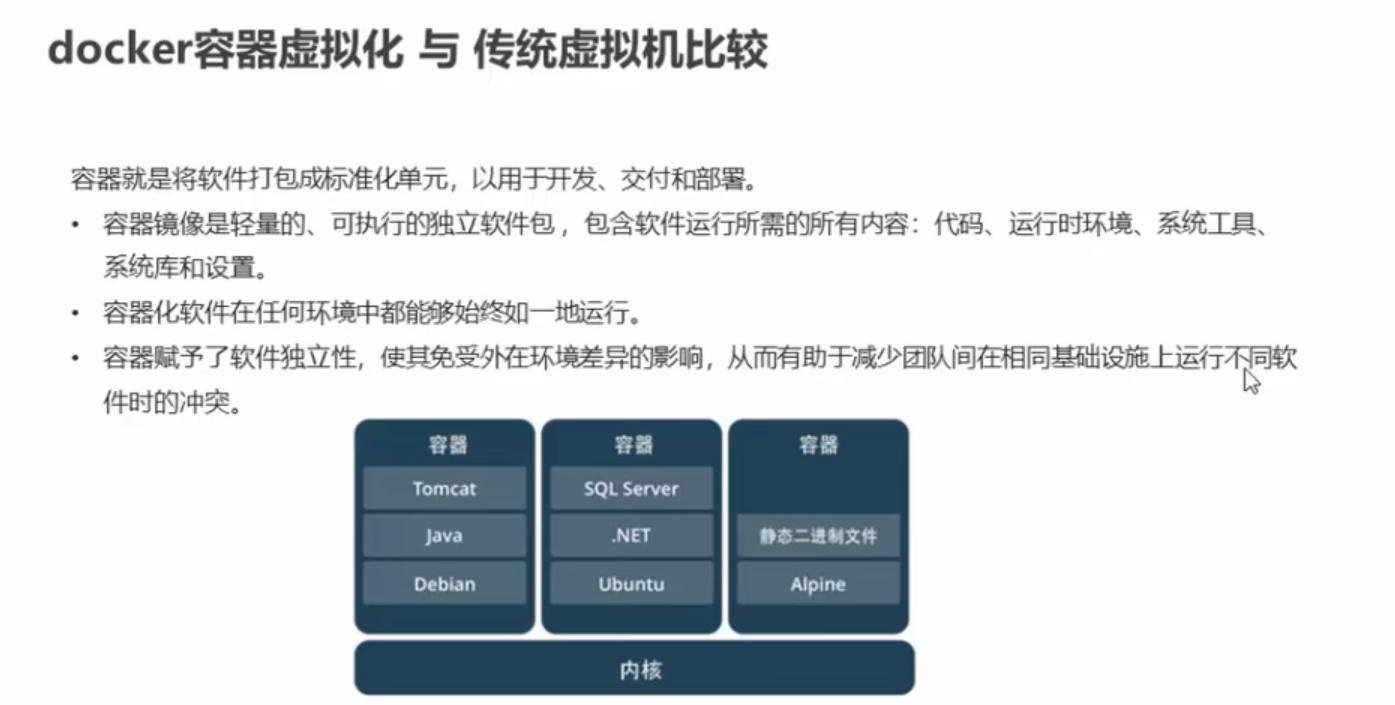 docker容器虚拟化 与 传统虚拟机比较
容器就是将软件打包成标准化单元，以用于开发、交付和部署。
• 容器镜像是轻量的、可执行的独立软件包 ，包含软件运行所需的所有内容：代码、运行时环境、系统工具、
系统库和设置。
• 容器化软件在任何环境中都能够始终如一地运行。
• 容器赋予了软件独立性，使其免受外在环境差异的影响，从而有助于减少团队间在相同基础设施上运行不同软
件时的冲突。
容器
Tomcat
Java
Debian
容器
SQL Server
.NET
Ubuntu
容器
静态二进制文件
Alpine
内核